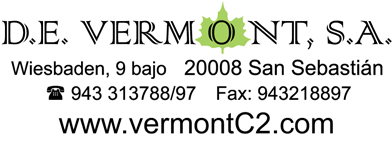 D.E. VERMONT, S.A.
Wiesbaden, 9 bajo 20008 San Sebastián
☎ 943 313788/97 Fax: 943218897
www.vermontC2.com